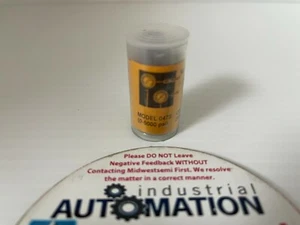 MODEL
Please DO NOT Leave
Negative Feedback WITHOUT
Contacting Midwestsemi First. We resolve
the matter in a correct manner.
industrial
AUTOMATION